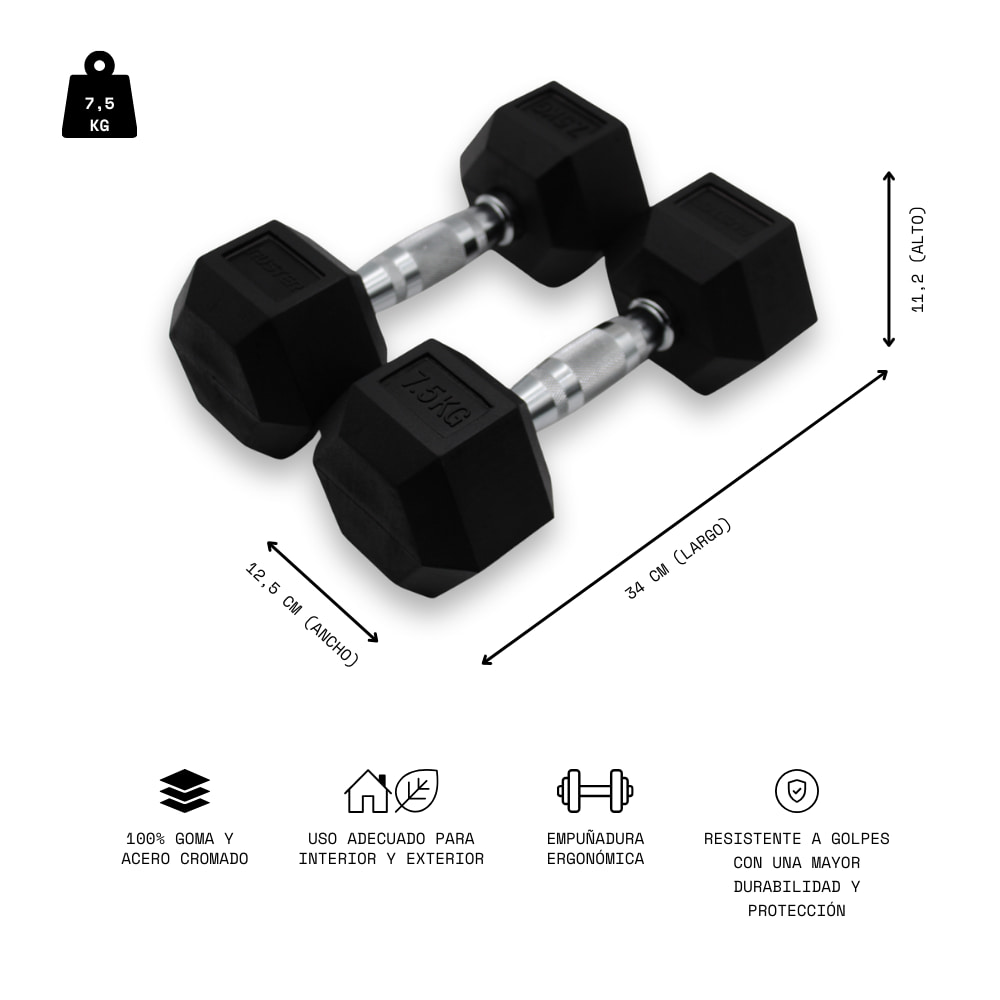 7,5
KG
11,2 (ALTO)
7.5KG
34 CM (LARGO)
12,5 CM (ANCHO)
100% GOMA Y
ACERO CROMADO
USO ADECUADO PARA
INTERIOR Y EXTERIOR
EMPUÑADURA
ERGONÓMICA
RESISTENTE A GOLPES
CON UNA MAYOR
DURABILIDAD Y
PROTECCIÓN